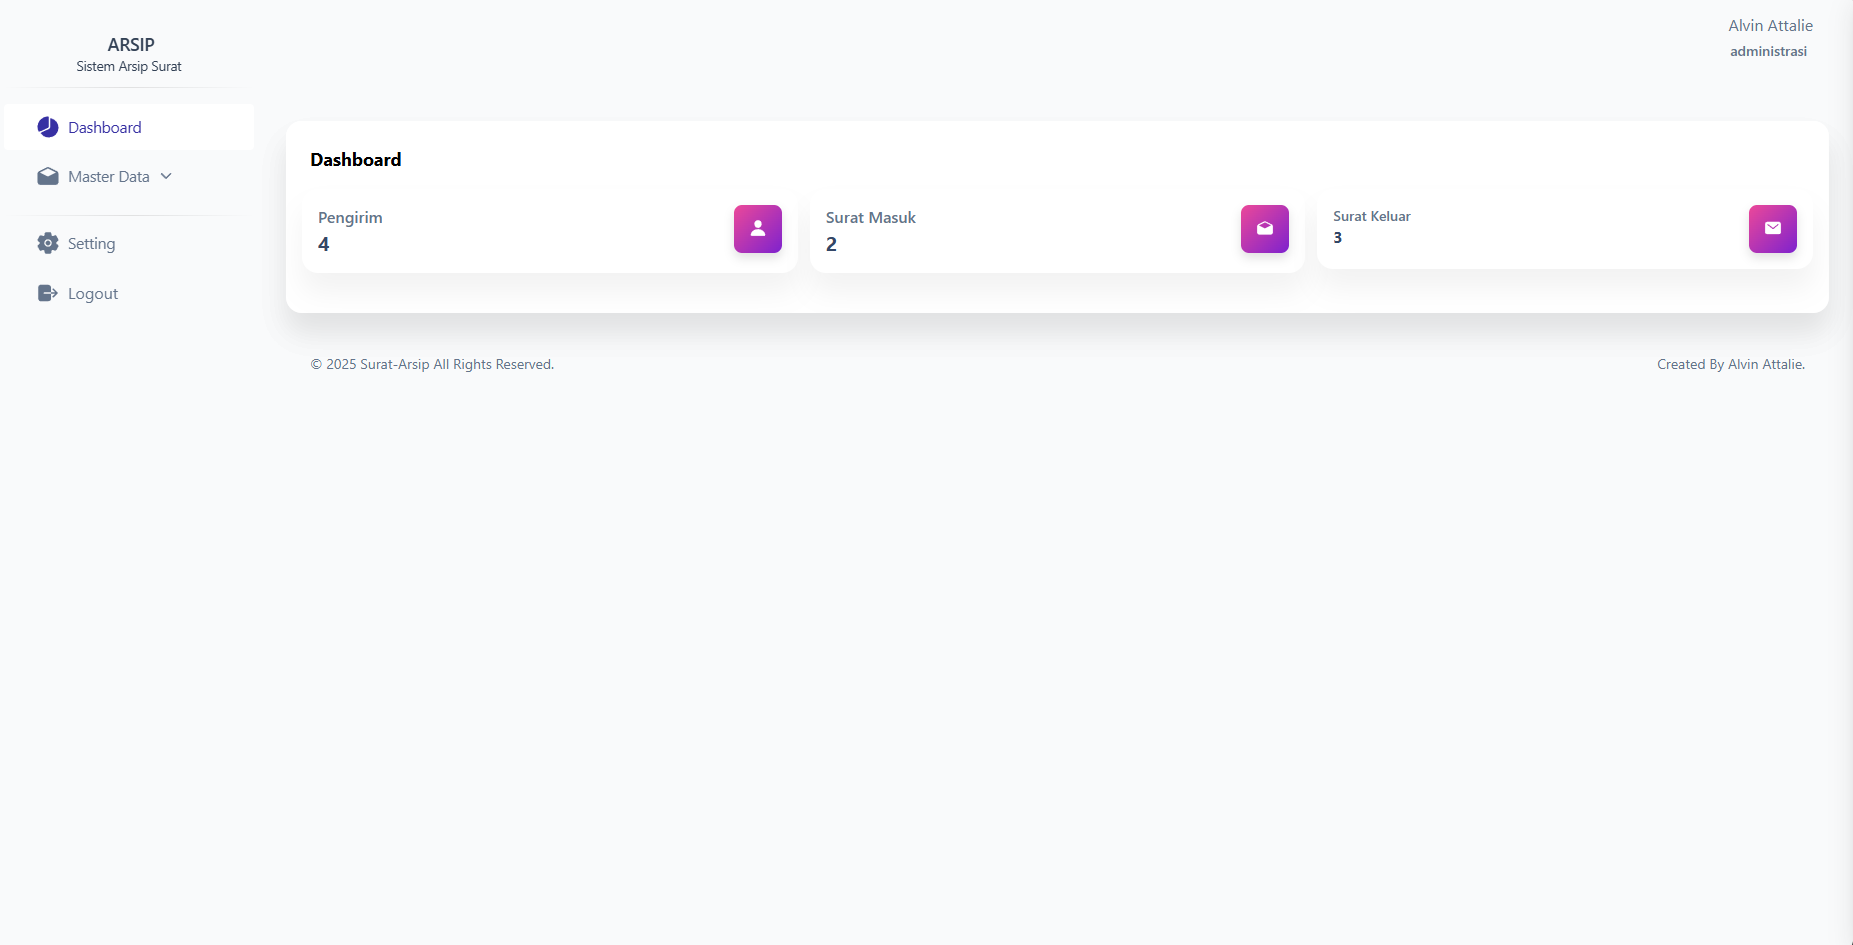 ARSIP
Sistem Arsip Surat
Dashboard
Master Data
Setting
Logout
Alvin Attalie
administrasi
Dashboard
Pengirim
4
Surat Masuk
2
Surat Keluar
3
© 2025 Surat-Arsip All Rights Reserved.
Created By Alvin Attalie.